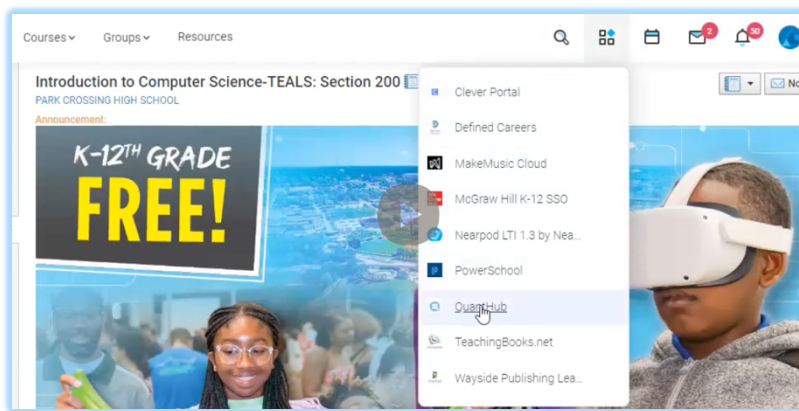 Courses Groups Resources 2 50
Introduction to Computer Science-TEALS: Section 200
PARK CROSSING HIGH SCHOOL
Announcement:
K-12TH GRADE
FREE!
Clever Portal
Defined Careers
MakeMusic Cloud
McGraw Hill K-12 SSO
Nearpod LTI 1.3 by Nea...
PowerSchool
QuantHub
TeachingBooks.net
Wayside Publishing Lea...
No